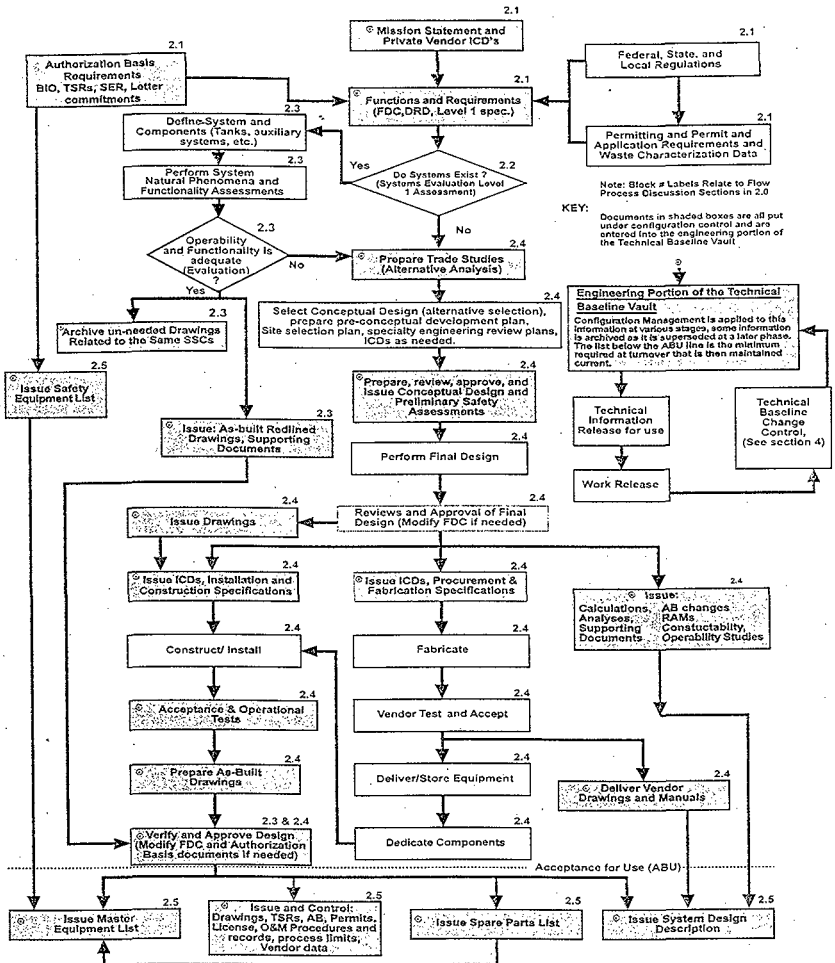 2.1
Mission Statement and
Private Vendor ICD's
2.1
Authorization Basis
Requirements
BIO, TSRs, SER, Letter
commitments
2.1
Federal, State, and
Local Regulations
2.1
Functions and Requirements
(FDC,DRD, Level 1 spec.)
2.1
Permitting and Permit and
Application Requirements and
Waste Characterization Data
2.3
Define-System and
Components (Tanks, auxiliary
systems, etc.)
Yes
2.2
Do Systems Exist ?
(Systems Evaluation Level
1 Assessment)
No
2.3
Perform System
Natural Phenomena and
Functionality Assessments
Note: Block # Labels Relate to Flow
Process Discussion Sections in 2.0
KEY:
Documents in shaded boxes are all put
under configuration control and are
entered into the engineering portion of
the Technical Baseline Vault
2.3
Operability
and Functionality Is
adequate
(Evaluation)
?
No
Yes
2.4
Prepare Trade Studies
(Alternative Analysis)
2.3
Archive un-needed Drawings
Related to the Same SSCs
2.4
Select Conceptual Design (alternative selection),
prepare pre-conceptual development plan,
Site selection plan, specialty engineering review plans,
ICDs as needed.
Engineering Portion of the Technical
Baseline Vault
Configuration Management is applied to this
information at various stages, some information
is archived as it is superseded at a later phase.
The list below the ABU line is the minimum
required at turnover that is then maintained
current.
2.5
Issue Safety
Equipment List
2.4
Prepare, review, approve, and
Issue Conceptual Design and
Preliminary Safety
Assessments
Technical
Information
Release for use
Technical
Baseline
Change
Control,
(See section 4)
2.3
Issue: As-built Redlined
Drawings, Supporting
Documents
2.4
Perform Final Design
Work Release
2.4
Issue Drawings
2.4
Reviews and Approval of Final
Design (Modify FDC if needed)
2.4
Issue ICDs, Installation and
Construction Specifications
2.4
Issue ICDs, Procurement &
Fabrication Specifications
2.4
Issue:
Calculations, AB changes
Analyses, RAMs
Supporting Constuctability,
Documents Operability Studies
2.4
Construct/ Install
2.4
Fabricate
2.4
Acceptance & Operational
Tests
2.4
Vendor Test and Accept
2.4
Prepare As-Built
Drawings
2.4
Deliver/Store Equipment
2.4
Deliver Vendor
Drawings and Manuals
2.3 & 2.4
Verify and Approve Design
(Modify FDC and Authorization
Basis documents if needed)
2.4
Dedicate Components
Acceptance for Use (ABU)
2.5
Issue Master
Equipment List
2.5
Issue and Control:
Drawings, TSRs, AB, Permits.
License, O&M Procedures and
records, process limits,
Vendor data
2.5
Issue Spare Parts List
2.5
Issue System Design
Description